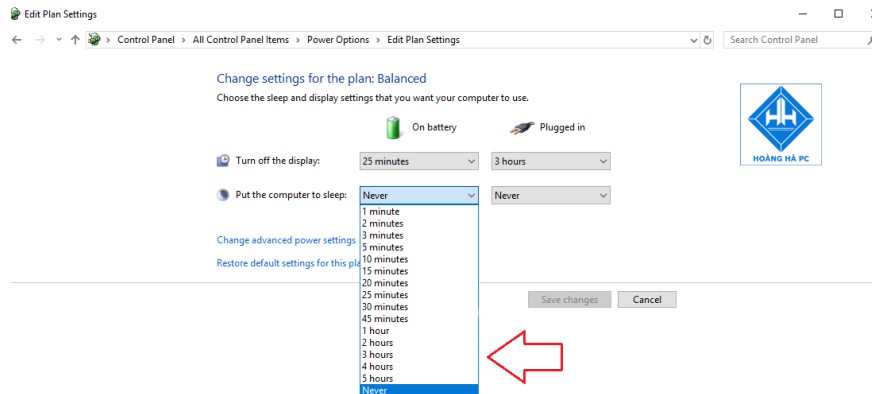 Edit Plan Settings
Control Panel > All Control Panel Items > Power Options > Edit Plan Settings
Search Control Panel
Change settings for the plan: Balanced
Choose the sleep and display settings that you want your computer to use.
On battery Plugged in
HOÀNG HÀ PC
Turn off the display: 25 minutes 3 hours
Put the computer to sleep: Never Never
1 minute
2 minutes
3 minutes
5 minutes
10 minutes
15 minutes
20 minutes
25 minutes
30 minutes
45 minutes
1 hour
2 hours
3 hours
4 hours
5 hours
Never
Change advanced power settings
Restore default settings for this
Save changes Cancel